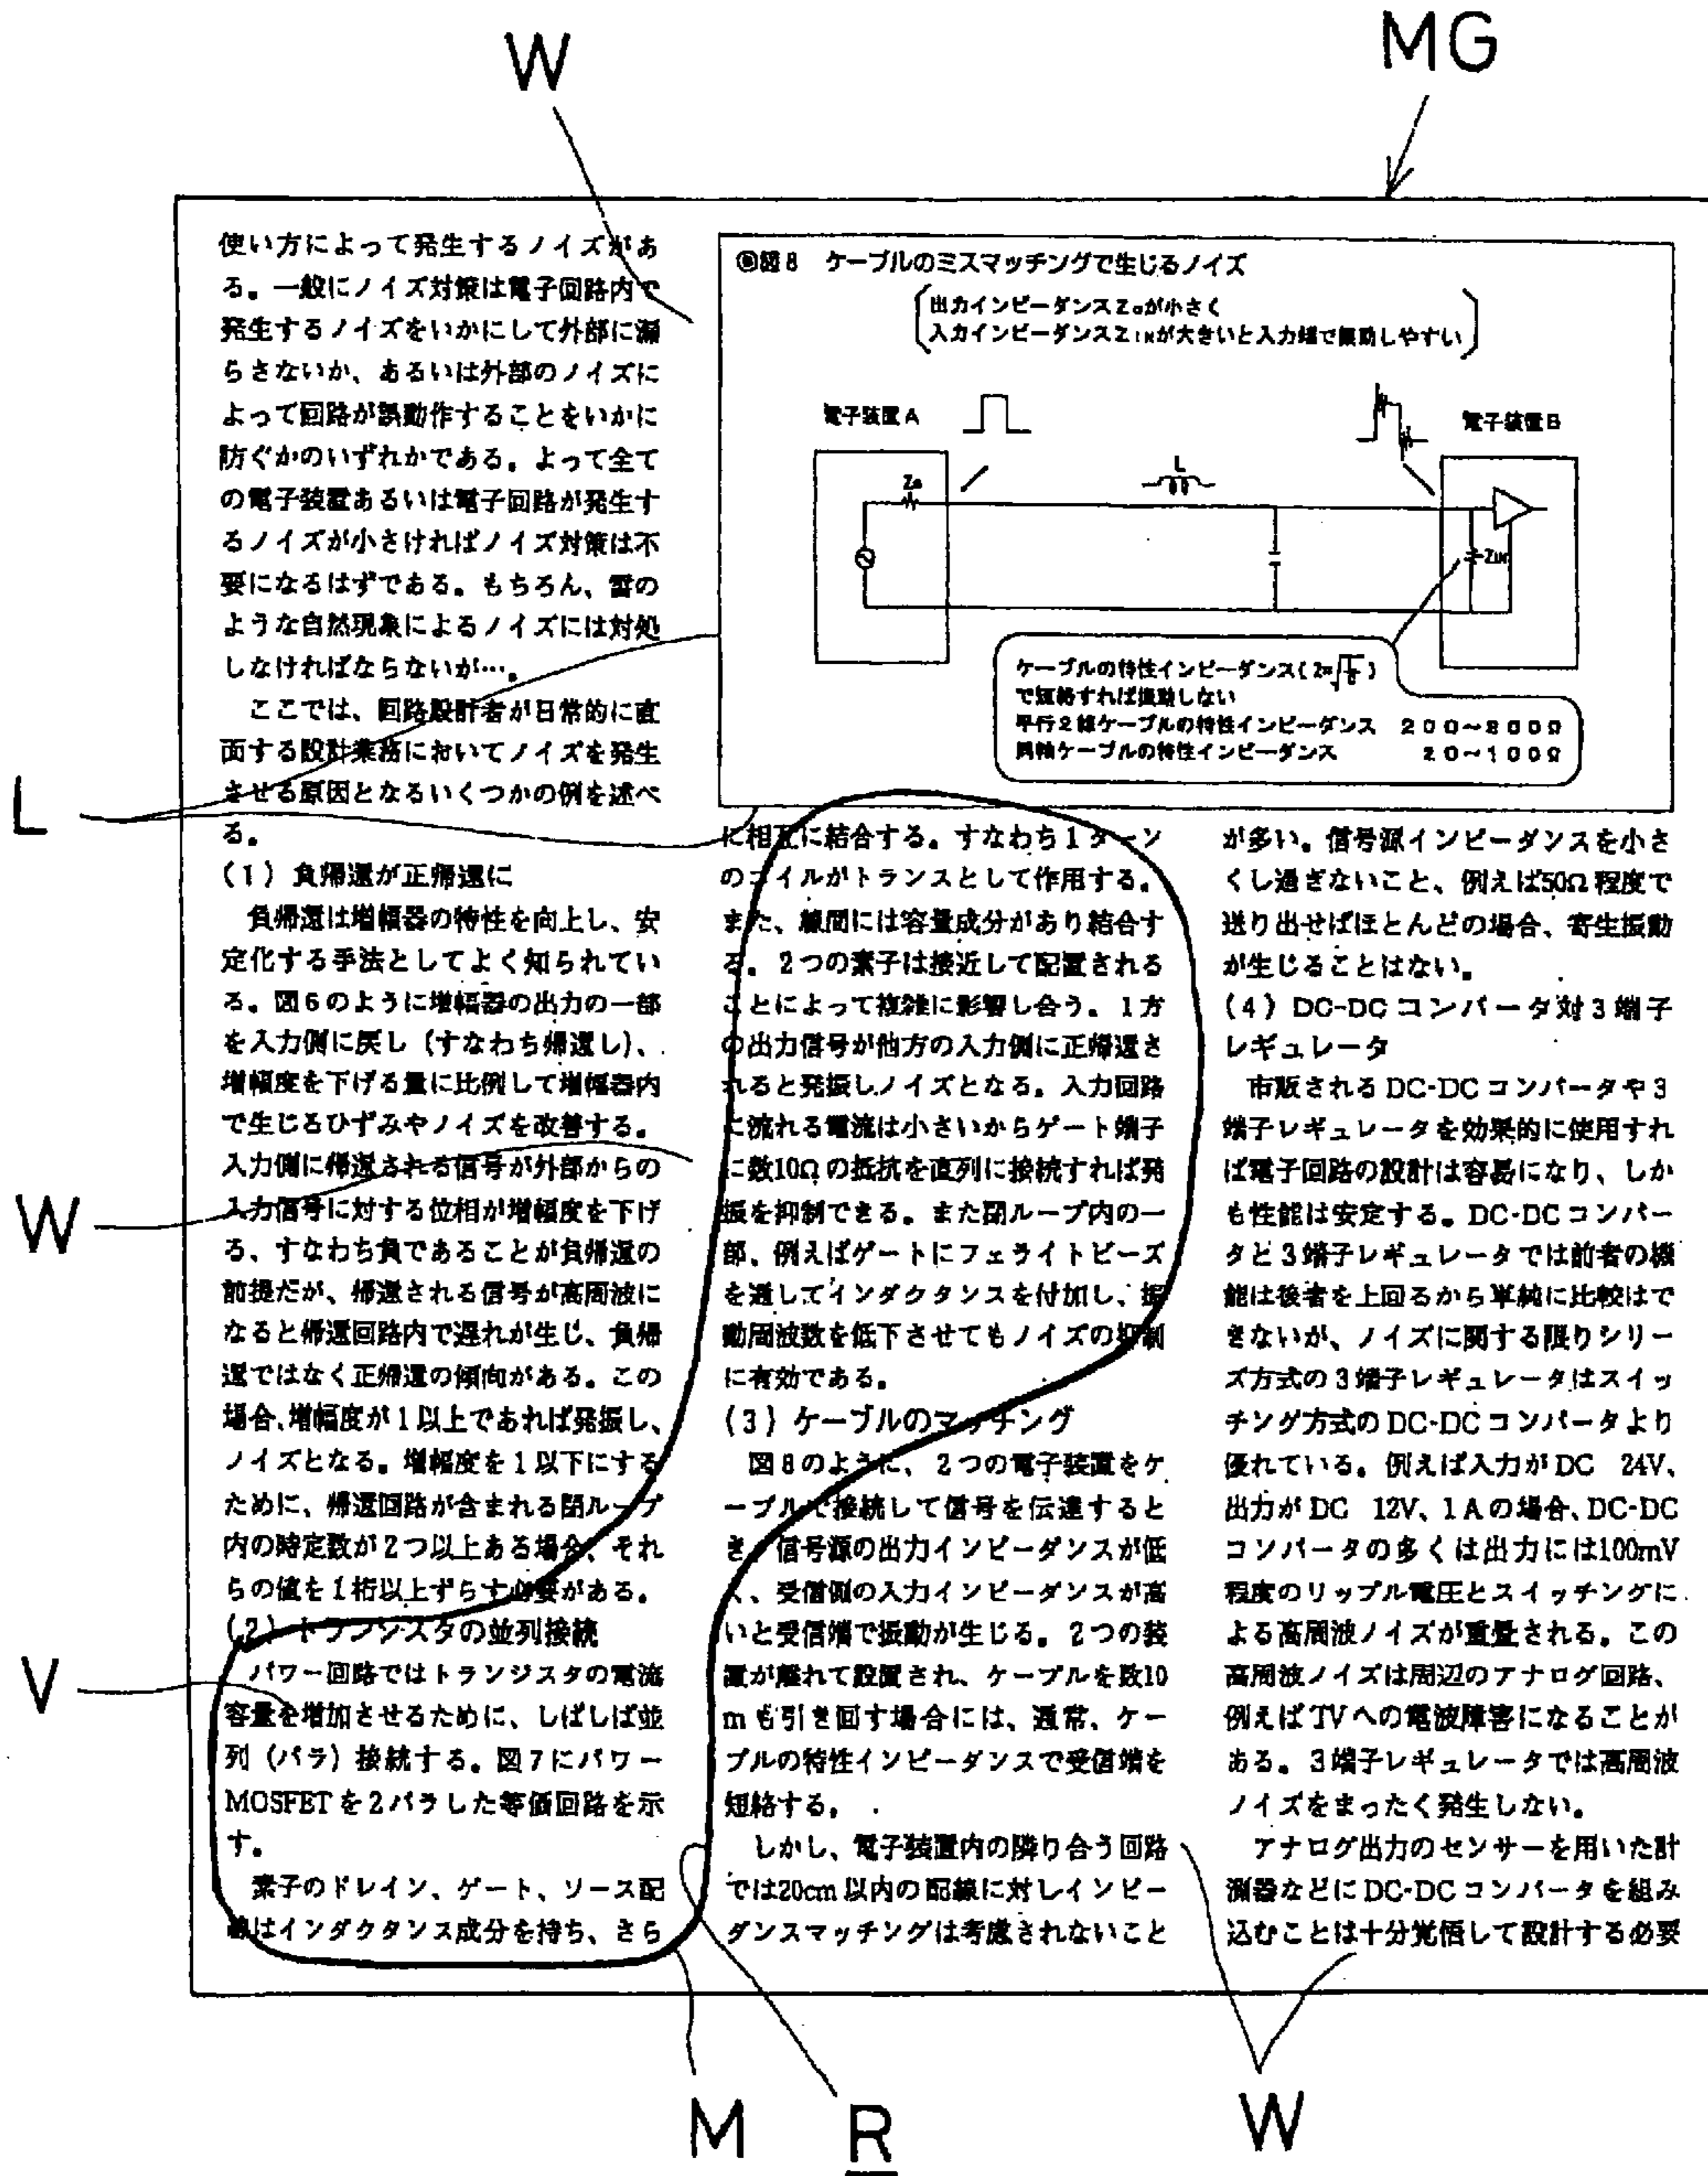 W
MG
使い方によって発生するノイズがあ
る。一般にノイズ対策は電子回路内で
発生するノイズをいかにして外部に漏
らさないか、あるいは外部のノイズに
よって回路が誤動作することをいかに
防ぐかのいずれかである。よって全て
の電子装置あるいは電子回路が発生す
るノイズが小さければノイズ対策は不
要になるはずである。もちろん、雷の
ような自然現象によるノイズには対処
しなければならないが…。
ここでは、回路設計者が日常的に直
面する設計業務においてノイズを発生
させる原因となるいくつかの例を述べ
る。
(1) 負帰還が正帰還に
負帰還は増幅器の特性を向上し、安
定化する手法としてよく知られてい
る。図6のように増幅器の出力の一部
を入力側に戻し(すなわち帰還し)、
増幅度を下げる量に比例して増幅器内
で生じるひずみやノイズを改善する。
入力側に帰還される信号が外部からの
入力信号に対する位相が増幅度を下げ
る、すなわち負であることが負帰還の
前提だが、帰還される信号が高周波に
なると帰還回路内で遅れが生じ、負帰
還ではなく正帰還の傾向がある。この
場合、増幅度が1以上であれば発振し、
ノイズとなる。増幅度を1以下にする
ために、帰還回路が含まれる閉ループ
内の時定数が2つ以上ある場合、それ
らの値を1桁以上ずらす必要がある。
(2) トランジスタの並列接続
パワー回路ではトランジスタの電流
容量を増加させるために、しばしば並
列(パラ)接続する。図7にパワー
MOSFETを2パラした等価回路を示
す。
素子のドレイン、ゲート、ソース配
線はインダクタンス成分を持ち、さら
◎図8 ケーブルのミスマッチングで生じるノイズ
出力インピーダンスZoが小さく
入力インピーダンスZINが大きいと入力端で振動しやすい
電子装置A
電子装置B
Zo
L
ZIN
ケーブルの特性インピーダンス
で短絡すれば振動しない
平行2線ケーブルの特性インピーダンス
同軸ケーブルの特性インピーダンス 20~100Ω
に相互に結合する。すなわち1ターン
のコイルがトランスとして作用する。
また、線間には容量成分があり結合す
る。2つの素子は接近して配置される
ことによって複雑に影響し合う。1方
の出力信号が他方の入力側に正帰還さ
れると発振しノイズとなる。入力回路
に流れる電流は小さいからゲート端子
に数10Ωの抵抗を直列に接続すれば発
振を抑制できる。また閉ループ内の一
部、例えばゲートにフェライトビーズ
を通してインダクタンスを付加し、振
動周波数を低下させてもノイズの抑制
に有効である。
(3) ケーブルのマッチング
図8のように、2つの電子装置をケ
ーブルで接続して信号を伝達すると
き、信号源の出力インピーダンスが低
く、受信側の入力インピーダンスが高
いと受信端で振動が生じる。2つの装
置が離れて設置され、ケーブルを数10
mも引き回す場合には、通常、ケー
ブルの特性インピーダンスで受信端を
短絡する。
しかし、電子装置内の隣り合う回路
では20cm以内の配線に対しインピー
ダンスマッチングは考慮されないこと
が多い。信号源インピーダンスを小さ
くし過ぎないこと、例えば50Ω程度で
送り出せばほとんどの場合、寄生振動
が生じることはない。
(4) DC-DCコンバータ対3端子
レギュレータ
市販されるDC-DCコンバータや3
端子レギュレータを効果的に使用すれ
ば電子回路の設計は容易になり、しか
も性能は安定する。DC-DCコンバー
タと3端子レギュレータでは前者の機
能は後者を上回るから単純に比較はで
きないが、ノイズに関する限りシリー
ズ方式の3端子レギュレータはスイッ
チング方式のDC-DCコンバータより
優れている。例えば入力がDC 24V、
出力がDC 12V、1Aの場合、DC-DC
コンバータの多くは出力には100mV
程度のリップル電圧とスイッチングに
よる高周波ノイズが重畳される。この
高周波ノイズは周辺のアナログ回路、
例えばTVへの電波障害になることが
ある。3端子レギュレータでは高周波
ノイズをまったく発生しない。
アナログ出力のセンサーを用いた計
測器などにDC-DCコンバータを組み
込むことは十分覚悟して設計する必要
L
W
V
M
R
W